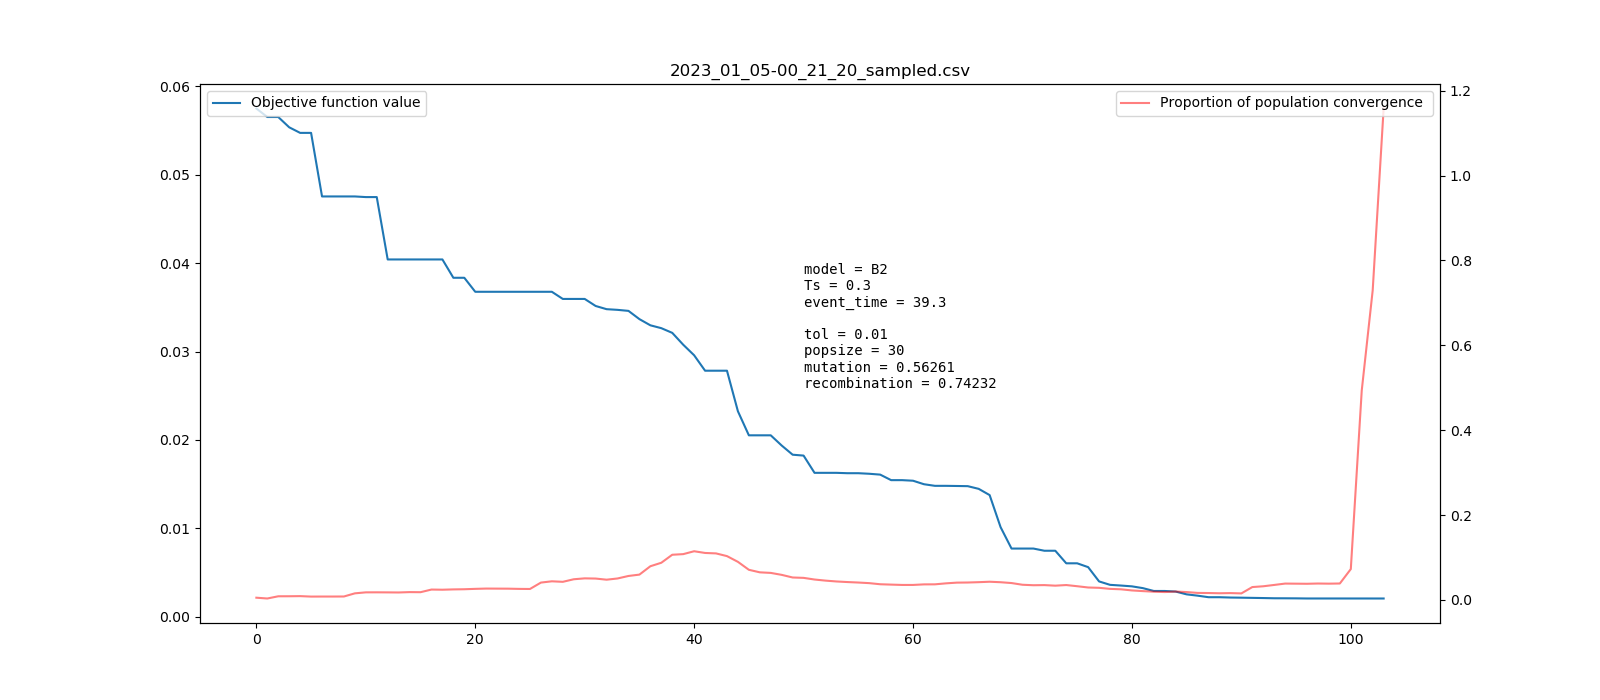 2023_01_05-00_21_20_sampled.csv
Objective function value
Proportion of population convergence
0.06
0.05
0.04
0.03
0.02
0.01
0.00
1.2
1.0
0.8
0.6
0.4
0.2
0.0
model = B2
Ts = 0.3
event_time = 39.3
tol = 0.01
popsize = 30
mutation = 0.56261
recombination = 0.74232
0
20
40
60
80
100